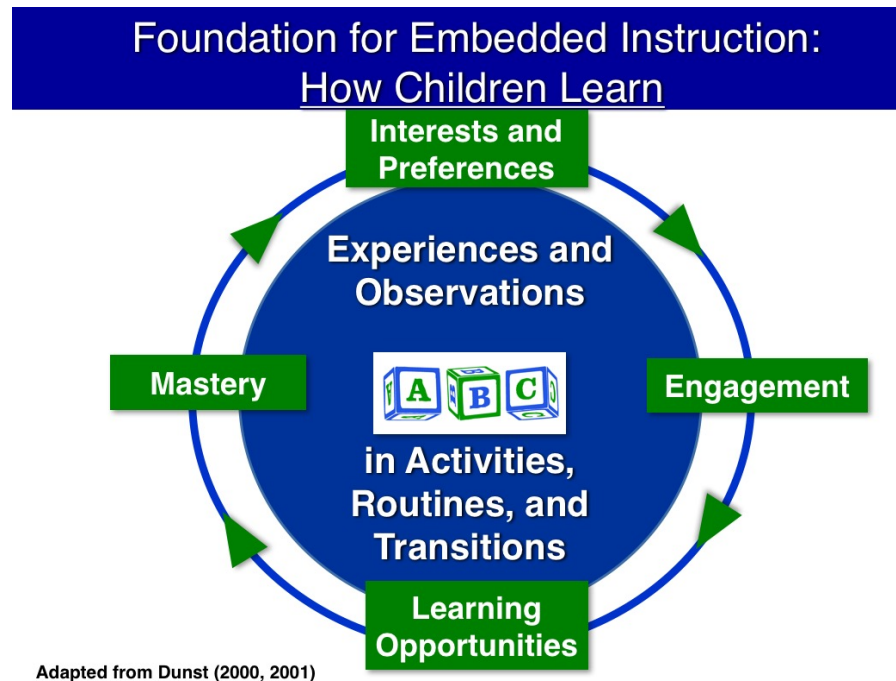 Foundation for Embedded Instruction:
How Children Learn
Interests and
Preferences
Experiences and
Observations
Mastery
A B C
Engagement
in Activities,
Routines, and
Transitions
Learning
Opportunities
Adapted from Dunst (2000, 2001)